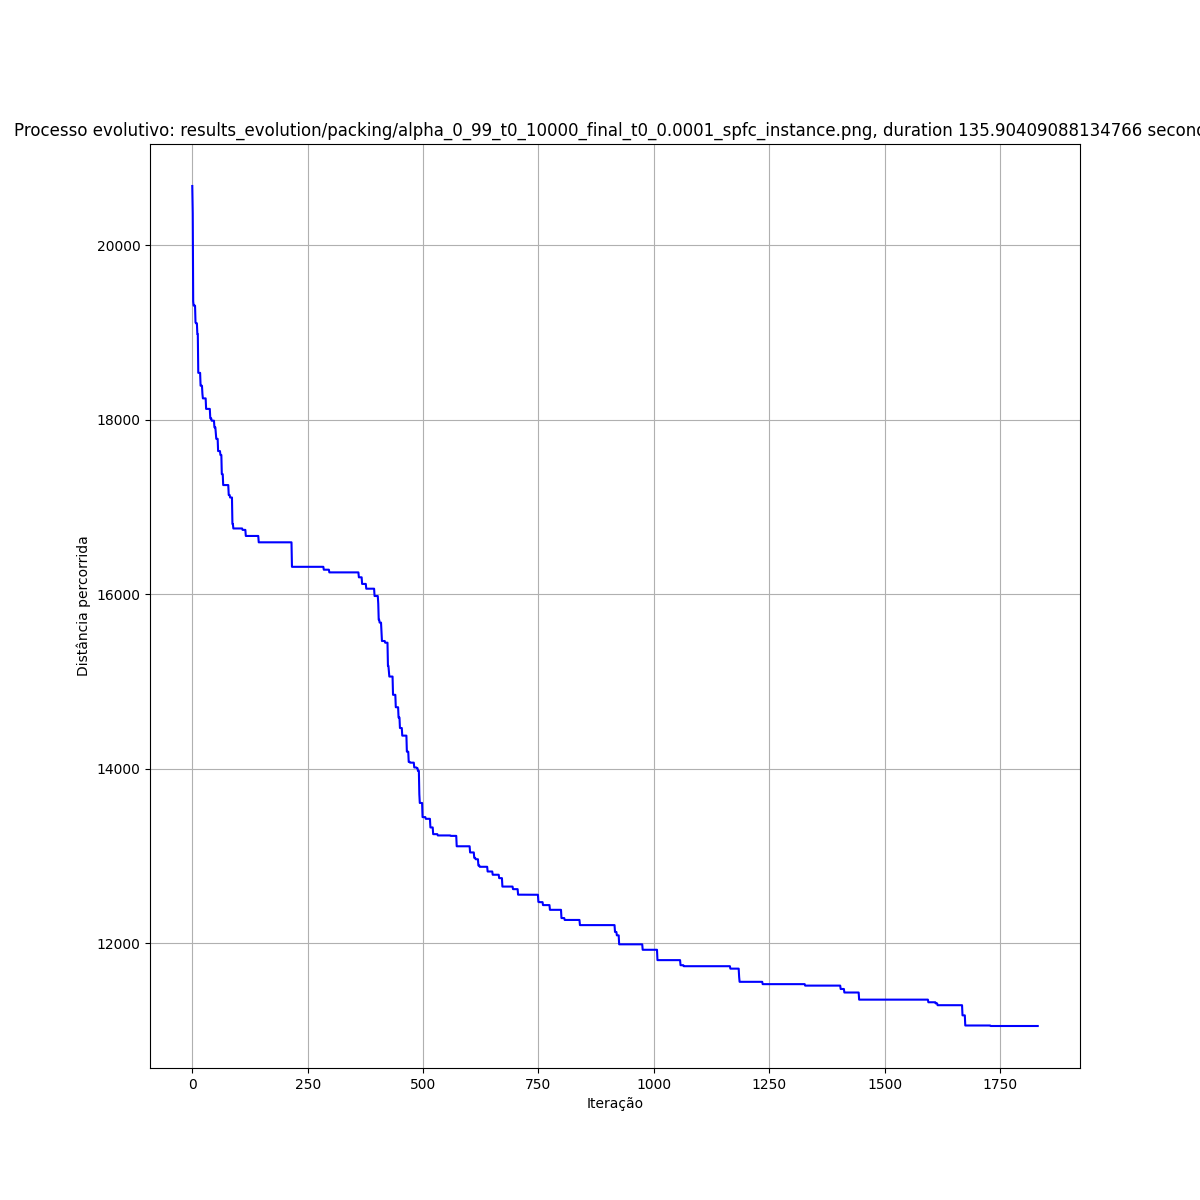 Processo evolutivo: results_evolution/packing/alpha_0_99_t0_10000_final_t0_0.0001_spfc_instance.png, duration 135.90409088134766 secon
20000
18000
16000
14000
12000
Distância percorrida
0 250 500 750 1000 1250 1500 1750
Iteração